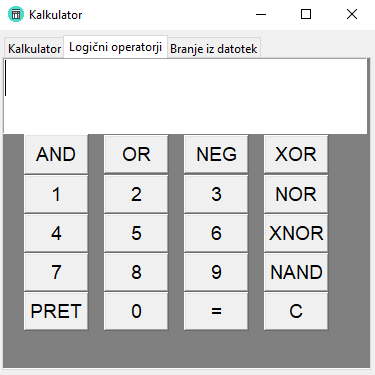 Kalkulator
Kalkulator Logični operatorji Branje iz datotek
AND OR NEG XOR
1 2 3 NOR
4 5 6 XNOR
7 8 9 NAND
PRET 0 = C